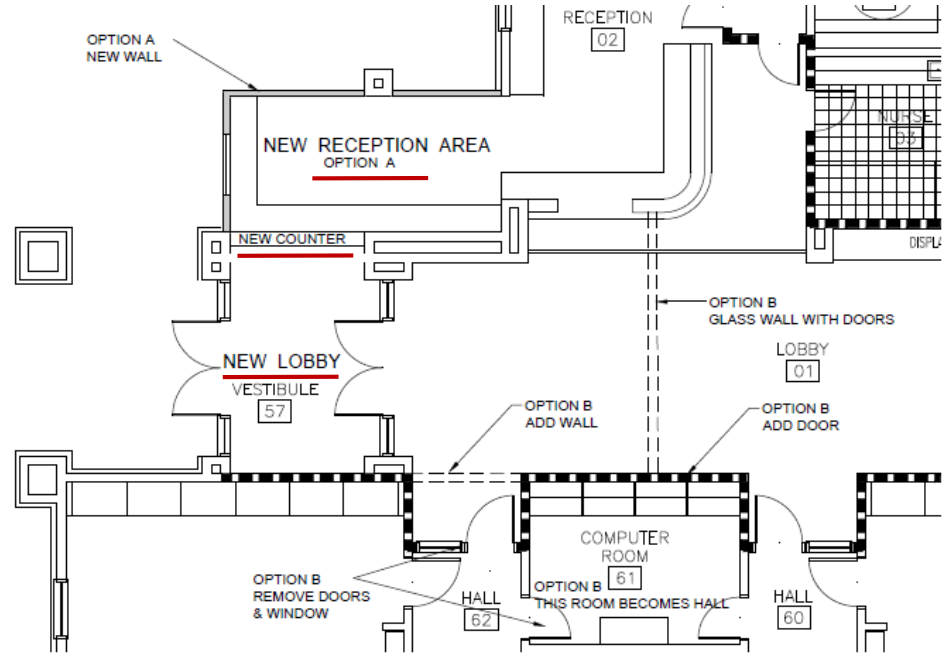 RECEPTION
02
OPTION A
NEW WALL
NURSE
03
NEW RECEPTION AREA
OPTION A
NEW COUNTER
DISPLA
OPTION B
GLASS WALL WITH DOORS
LOBBY
01
NEW LOBBY
VESTIBULE
57
OPTION B
ADD WALL
OPTION B
ADD DOOR
COMPUTER
ROOM
61
OPTION B
REMOVE DOORS
& WINDOW
OPTION B
THIS ROOM BECOMES HALL
HALL
62
HALL
60